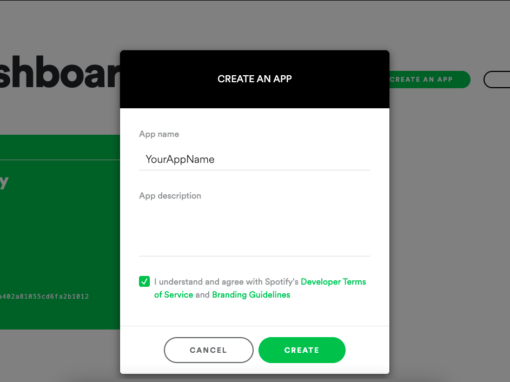 shboar
CREATE AN APP
CREATE AN APP
App name
YourAppName
App description
y
I understand and agree with Spotify's Developer Terms
of Service and Branding Guidelines
CANCEL
CREATE